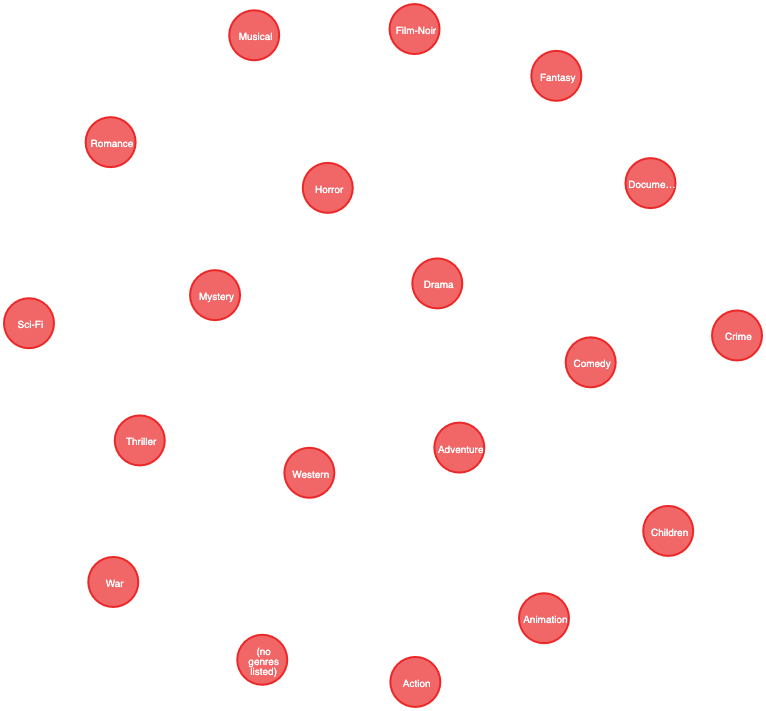 Musical
Film-Noir
Fantasy
Romance
Horror
Docume...
Mystery
Drama
Sci-Fi
Crime
Comedy
Thriller
Adventure
Western
Children
War
Animation
(no
genres
listed)
Action